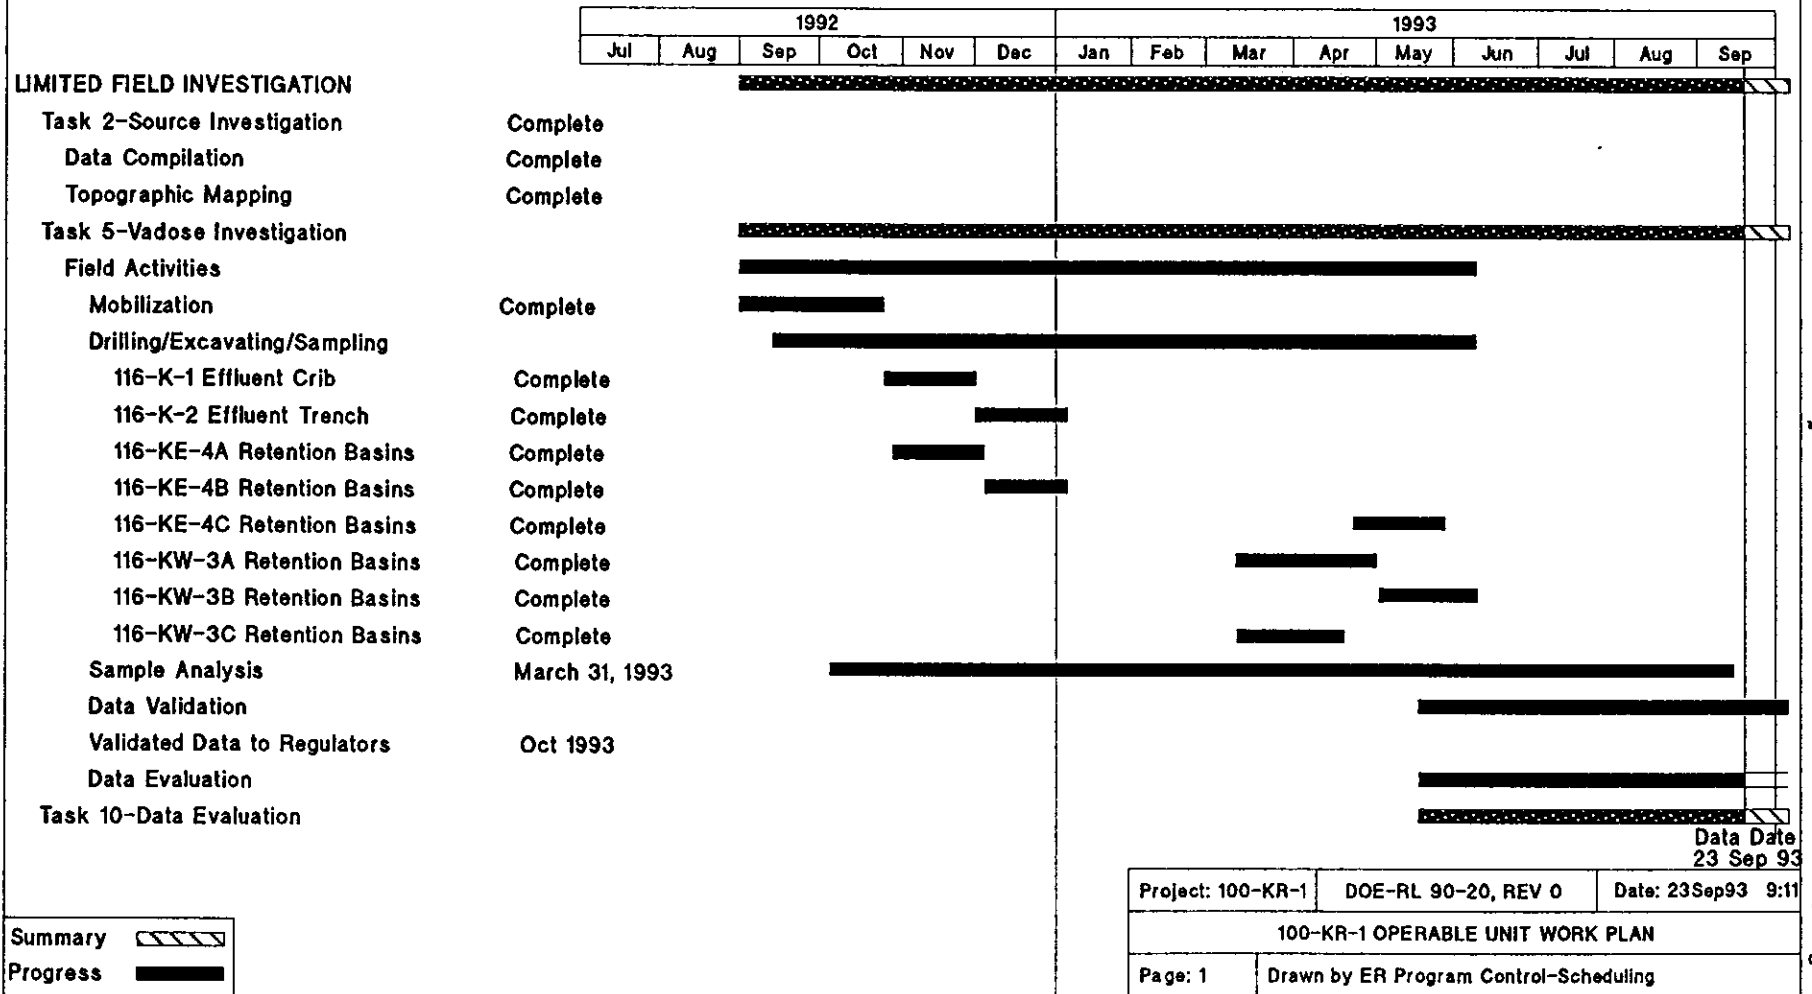 1992 1993
Jul Aug Sep Oct Nov Dec Jan Feb Mar Apr May Jun Jul Aug Sep
LIMITED FIELD INVESTIGATION
Task 2-Source Investigation Complete
Data Compilation Complete
Topographic Mapping Complete
Task 5-Vadose Investigation
Field Activities
Mobilization Complete
Drilling/Excavating/Sampling
116-K-1 Effluent Crib Complete
116-K-2 Effluent Trench Complete
116-KE-4A Retention Basins Complete
116-KE-4B Retention Basins Complete
116-KE-4C Retention Basins Complete
116-KW-3A Retention Basins Complete
116-KW-3B Retention Basins Complete
116-KW-3C Retention Basins Complete
Sample Analysis March 31, 1993
Data Validation
Validated Data to Regulators Oct 1993
Data Evaluation
Task 10-Data Evaluation
Data Date
23 Sep 93
Project: 100-KR-1 DOE-RL 90-20, REV 0 Date: 23Sep93 9:11
100-KR-1 OPERABLE UNIT WORK PLAN
Page: 1 Drawn by ER Program Control-Scheduling
Summary
Progress